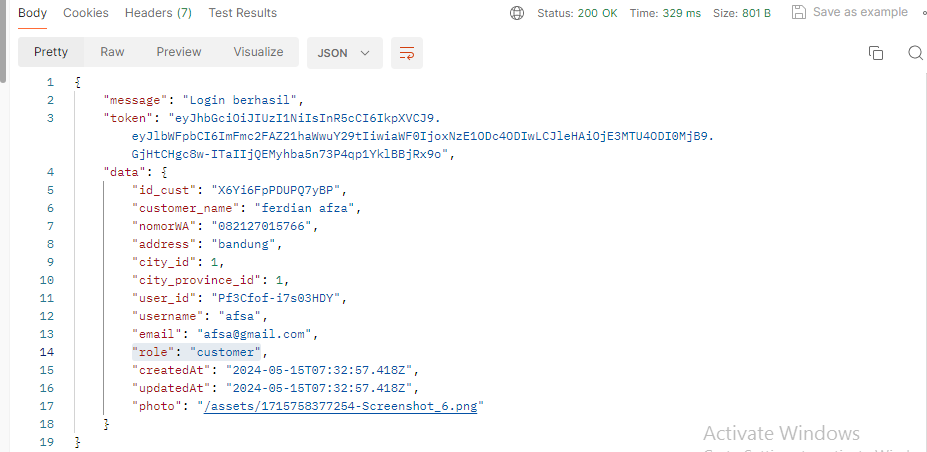 Body Cookies Headers (7) Test Results Status: 200 OK Time: 329 ms Size: 801 B Save as example
Pretty Raw Preview Visualize JSON
1 {
2 "message": "Login berhasil",
3 "token": "eyJhbGciOiJIUzI1NiIsInR5cCI6IkpXVCJ9.
eyJlbWFpbCI6ImFmc2FAZ21haWwuY29tIiwiaWF0IjoxNzE1ODc4ODIwLCJleHAiOjE3MTU4ODI0MjB9.
GjHtCHgc8w-ITaIIjQEMyhba5n73P4qp1YklBBjRx9o",
4 "data": {
5 "id_cust": "X6Yi6FpPDUPQ7yBP",
6 "customer_name": "ferdian afza",
7 "nomorWA": "082127015766",
8 "address": "bandung",
9 "city_id": 1,
10 "city_province_id": 1,
11 "user_id": "Pf3Cfof-i7s03HDY",
12 "username": "afsa",
13 "email": "afsa@gmail.com",
14 "role": "customer",
15 "createdAt": "2024-05-15T07:32:57.418Z",
16 "updatedAt": "2024-05-15T07:32:57.418Z",
17 "photo": "/assets/1715758377254-Screenshot_6.png"
18 }
19 }
Activate Windows